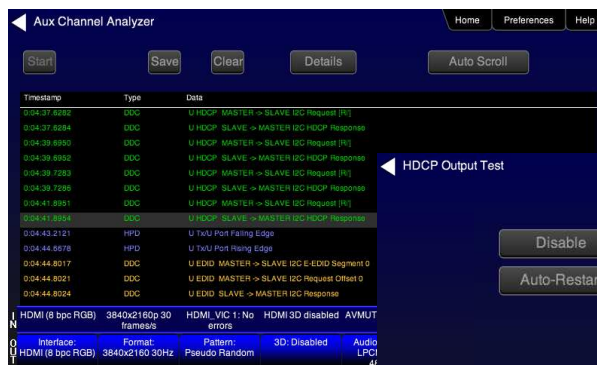 Aux Channel Analyzer
Home Preferences Help
Start Save Clear Details Auto Scroll
Timestamp Type Data
0:04:37.6282 DDC U HDCP MASTER -> SLAVE I2C Request [Ri']
0:04:37.6284 DDC U HDCP SLAVE -> MASTER I2C HDCP Response
0:04:39.6950 DDC U HDCP MASTER -> SLAVE I2C Request [Ri']
0:04:39.6952 DDC U HDCP SLAVE -> MASTER I2C HDCP Response
0:04:39.7283 DDC U HDCP MASTER -> SLAVE I2C Request [Ri']
0:04:39.7286 DDC U HDCP SLAVE -> MASTER I2C HDCP Response
0:04:41.8951 DDC U HDCP MASTER -> SLAVE I2C Request [Ri']
0:04:41.8954 DDC U HDCP SLAVE -> MASTER I2C HDCP Response
0:04:43.2121 HPD U Tx/U Port Falling Edge
0:04:44.6678 HPD U Tx/U Port Rising Edge
0:04:44.8017 DDC U EDID MASTER -> SLAVE I2C E-EDID Segment 0
0:04:44.8021 DDC U EDID MASTER -> SLAVE I2C Request Offset 0
0:04:44.8024 DDC U EDID SLAVE -> MASTER I2C Response
HDCP Output Test
Disable
Auto-Restar
IN HDMI (8 bpc RGB) 3840x2160p 30 HDMI_VIC 1: No HDMI 3D disabled AVMUT
frames/s errors
OUT Interface: Format: Pattern: 3D: Disabled Audio
HDMI (8 bpc RGB) 3840x2160 30Hz Pseudo Random LPC